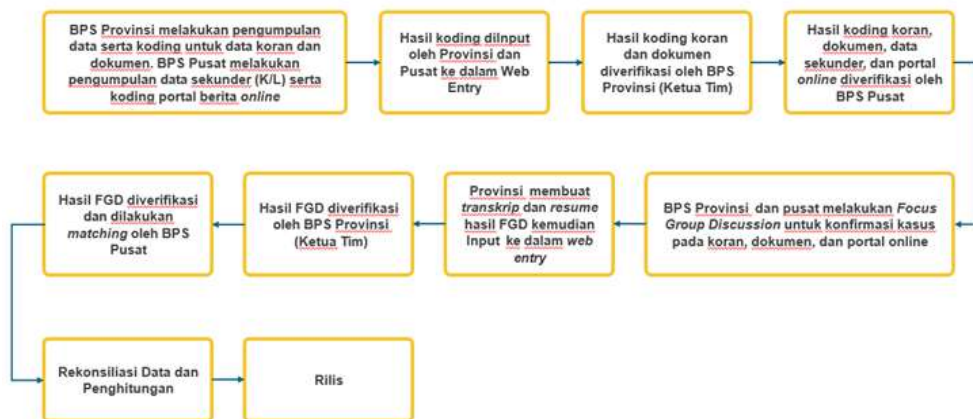 BPS Provinsi melakukan pengumpulan
data serta koding untuk data koran dan
dokumen. BPS Pusat melakukan
pengumpulan data sekunder (K/L) serta
koding portal berita online
Hasil koding diInput
oleh Provinsi dan
Pusat ke dalam Web
Entry
Hasil koding koran
dan dokumen
diverifikasi oleh BPS
Provinsi (Ketua Tim)
Hasil koding koran,
dokumen, data
sekunder, dan portal
online diverifikasi oleh
BPS Pusat
BPS Provinsi dan pusat melakukan Focus
Group Discussion untuk konfirmasi kasus
pada koran, dokumen, dan portal online
Provinsi membuat
transkrip dan resume
hasil FGD kemudian
Input ke dalam web
entry
Hasil FGD diverifikasi
oleh BPS Provinsi
(Ketua Tim)
Hasil FGD diverifikasi
dan dilakukan
matching oleh BPS
Pusat
Rekonsiliasi Data dan
Penghitungan
Rilis